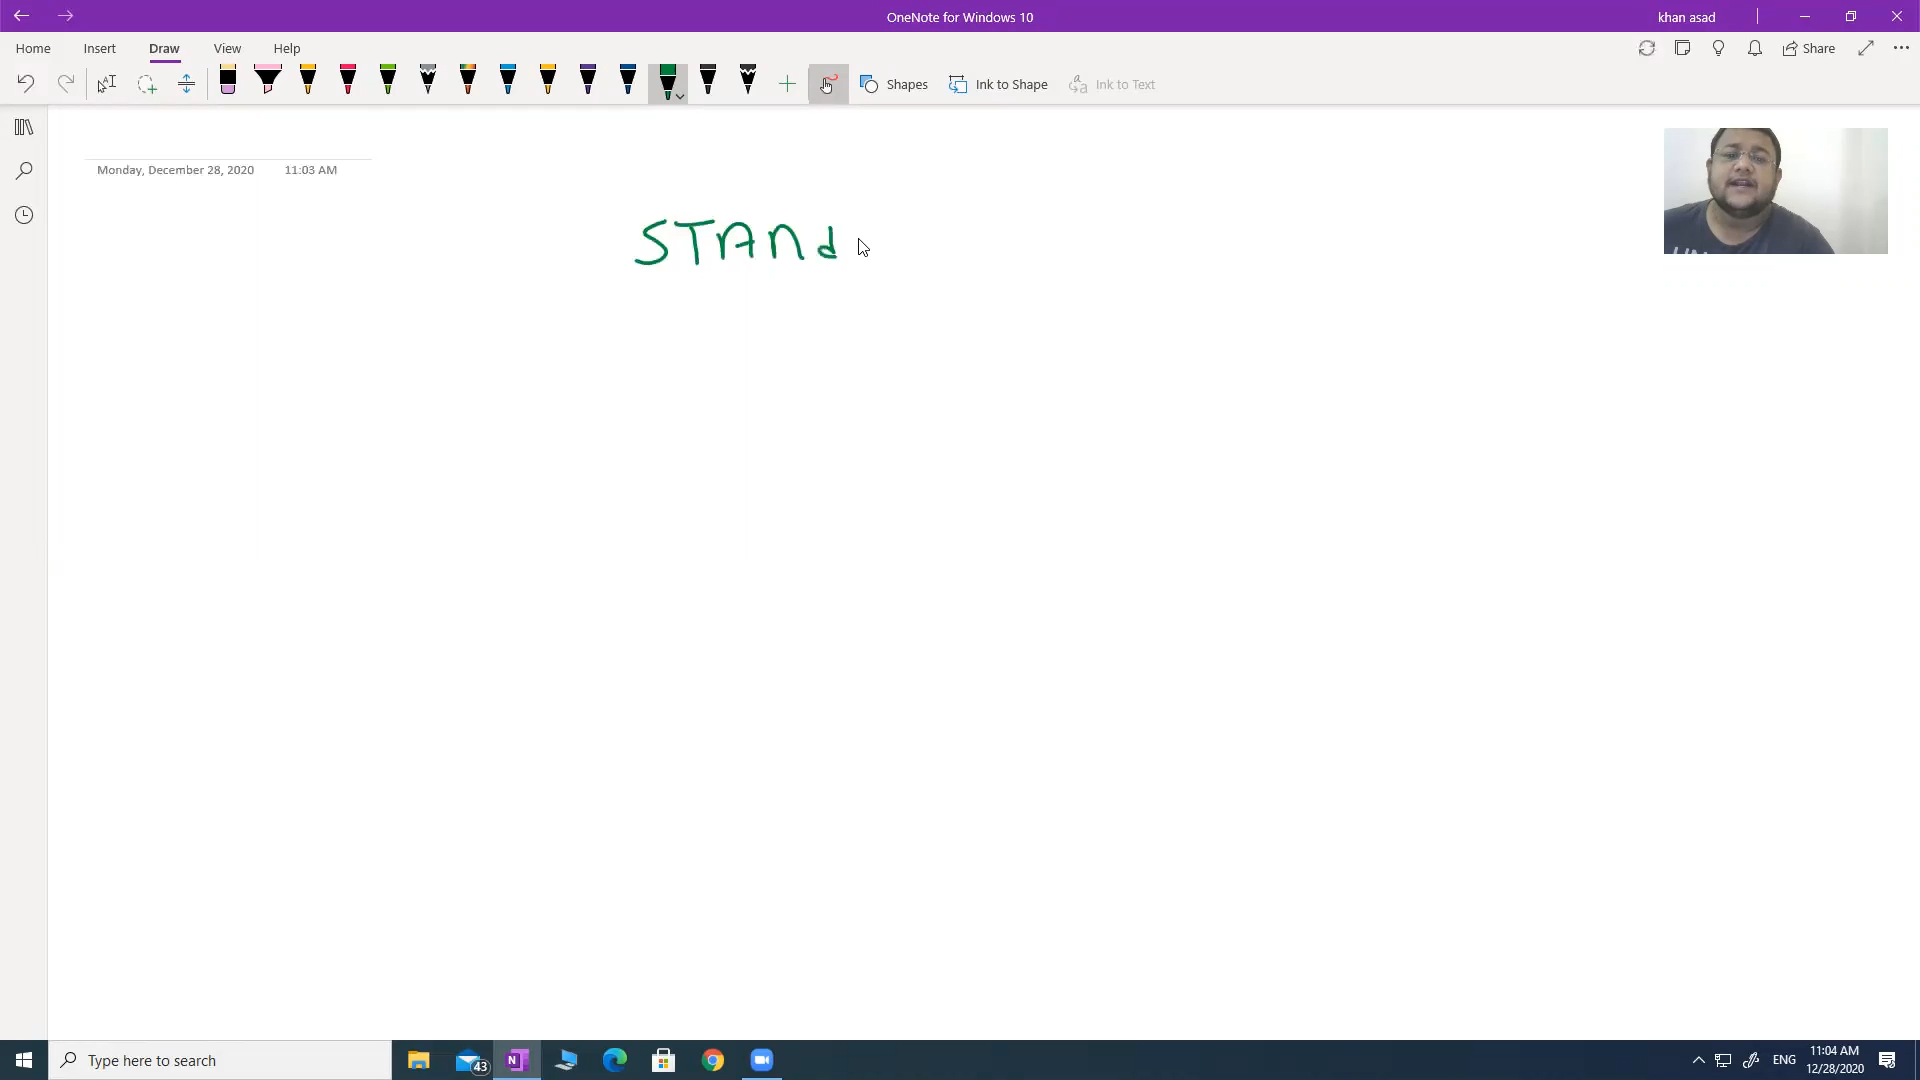 OneNote for Windows 10
khan asad
Home Insert Draw View Help
Share
Shapes
Ink to Shape
Ink to Text
Monday, December 28, 2020 11:03 AM
STANd
Type here to search
43
N
ENG
11:04 AM
12/28/2020